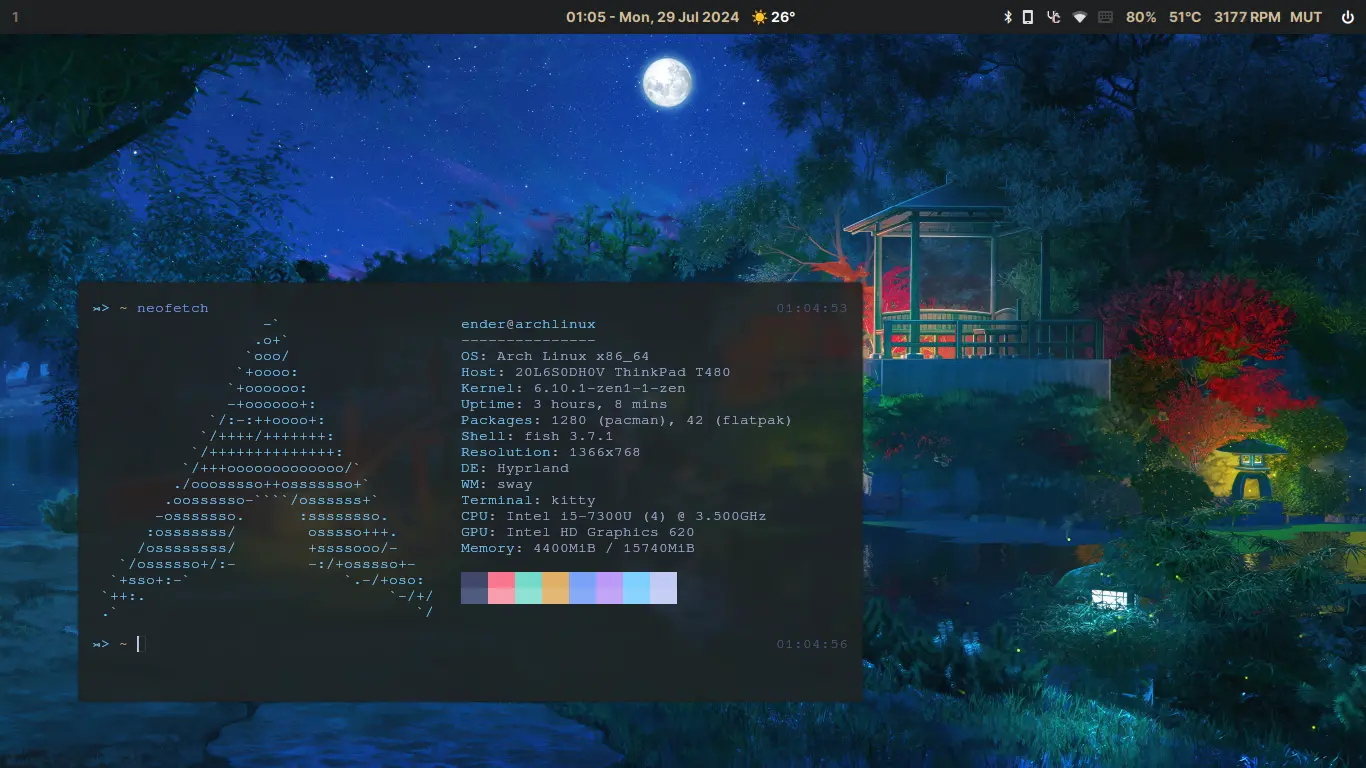 1
01:05 - Mon, 29 Jul 2024 26°
80% 51°C 3177 RPM MUT
~ neofetch 01:04:53
-`
.o+`
`ooo/
`+oooo:
`+oooooo:
-+oooooo+:
`/:-:++oooo+:
`/++++/+++++++:
`/++++++++++++++:
`/+++ooooooooooooo/`
./ooosssso++osssssso+`
.oossssso-````/ossssss+`
-osssssso. :ssssssso.
:osssssss/ osssso+++.
/ossssssss/ +ssssooo/-
`/ossssso+/:- -:/+osssso+-
`+sso+:-` `.-/+oso:
`++:. `-/+/
.` `/
ender@archlinux
---------------
OS: Arch Linux x86_64
Host: 20L6S0DH0V ThinkPad T480
Kernel: 6.10.1-zen1-1-zen
Uptime: 3 hours, 8 mins
Packages: 1280 (pacman), 42 (flatpak)
Shell: fish 3.7.1
Resolution: 1366x768
DE: Hyprland
WM: sway
Terminal: kitty
CPU: Intel i5-7300U (4) @ 3.500GHz
GPU: Intel HD Graphics 620
Memory: 4400MiB / 15740MiB
~ 01:04:56